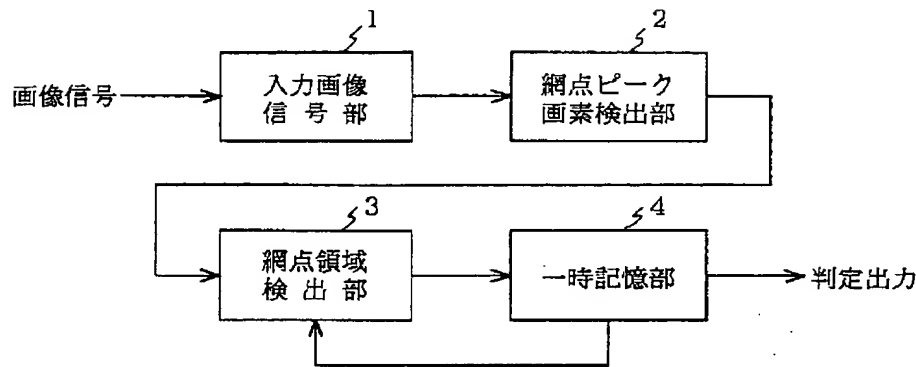 1
2
画像信号
入力画像
信号部
網点ピーク
画素検出部
3
4
網点領域
検出部
一時記憶部
判定出力